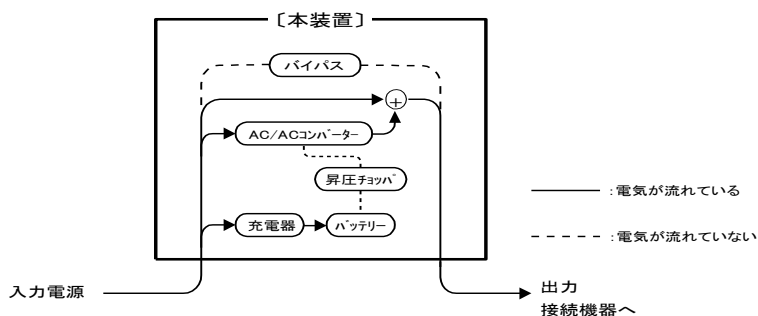 〔本装置〕
バイパス
+
AC/ACコンバーター
昇圧チョッパ
充電器
バッテリー
———— : 電気が流れている
– – – – – : 電気が流れていない
入力電源
出力
接続機器へ